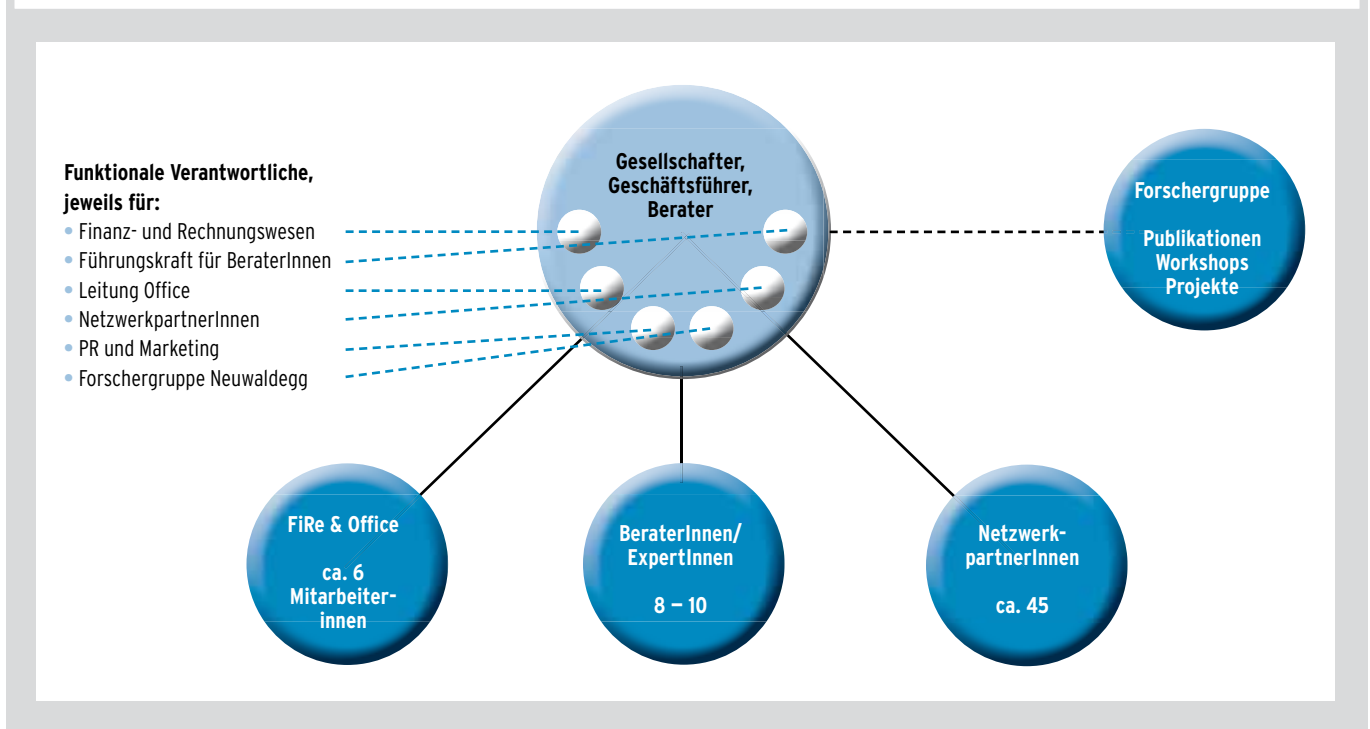 Funktionale Verantwortliche,
jeweils für:
• Finanz- und Rechnungswesen
• Führungskraft für BeraterInnen
• Leitung Office
• NetzwerkpartnerInnen
• PR und Marketing
• Forschergruppe Neuwaldegg
Gesellschafter,
Geschäftsführer,
Berater
Forschergruppe
Publikationen
Workshops
Projekte
FiRe & Office
ca. 6
Mitarbeiter-
innen
BeraterInnen/
ExpertInnen
8 – 10
Netzwerk-
partnerInnen
ca. 45